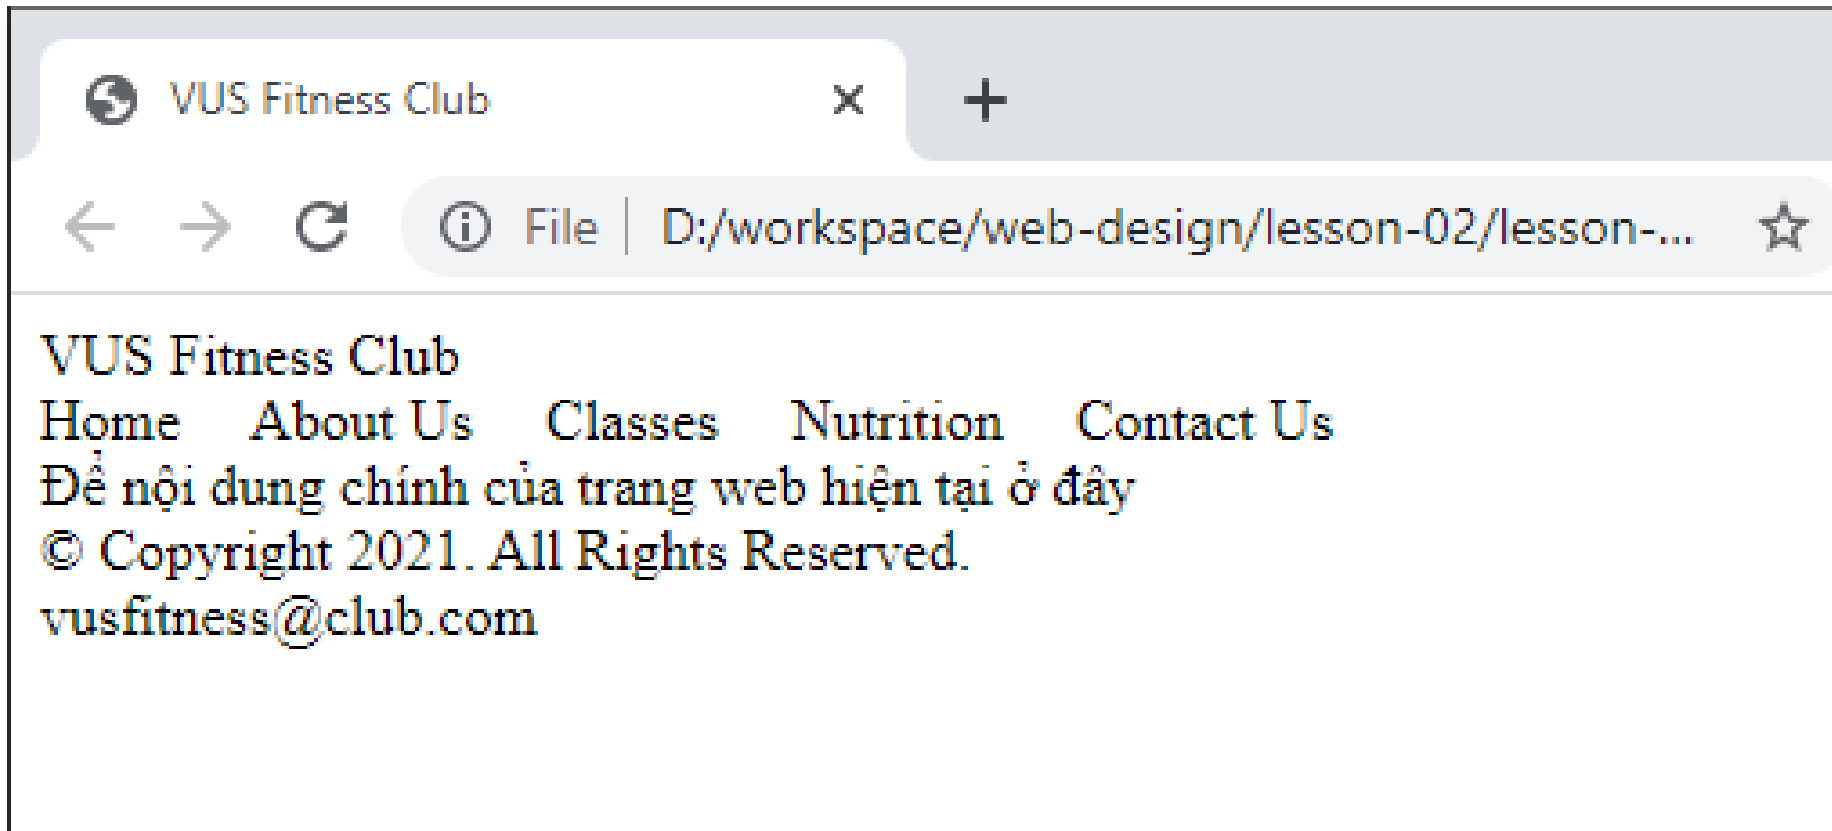 VUS Fitness Club
File D:/workspace/web-design/lesson-02/lesson-...
VUS Fitness Club
Home About Us Classes Nutrition Contact Us
Để nội dung chính của trang web hiện tại ở đây
© Copyright 2021. All Rights Reserved.
vusfitness@club.com